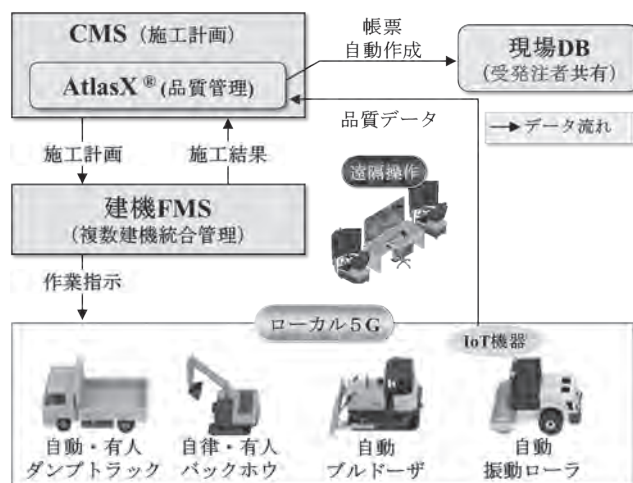 CMS（施工計画）
AtlasX®(品質管理)
帳票
自動作成
現場DB
(受発注者共有)
品質データ
データ流れ
施工計画
施工結果
遠隔操作
建機FMS
(複数建機統合管理)
作業指示
ローカル５G
IoT機器
自動・有人
ダンプトラック
自律・有人
バックホウ
自動
ブルドーザ
自動
振動ローラ